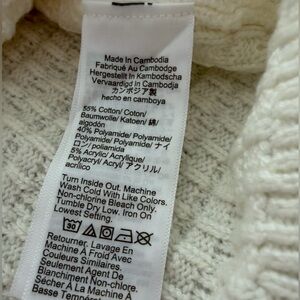 Made In Cambodia
Fabriqué Au Cambodge
Hergestellt In Kambodscha
Vervaardigd In Cambodja
カンボジア製
hecho en camboya
55% Cotton/ Coton/
Baumwolle/ Katoen/ 綿/
algodón
40% Polyamide/ Polyamide/
Polyamide/ Polyamide/ ナイ
ロン/ poliamida
5% Acrylic/ Acrylique/
Polyacryl/ Acryl/ アクリル/
acrílico
Turn Inside Out. Machine
Wash Cold With Like Colors.
Non-chlorine Bleach Only.
Tumble Dry Low. Iron On
Lowest Setting.
30
Retourner. Lavage En
Machine À Froid Avec
Couleurs Similaires.
Seulement Agent De
Blanchiment Non Chloré.
Sécher À La Machine À
Basse Température